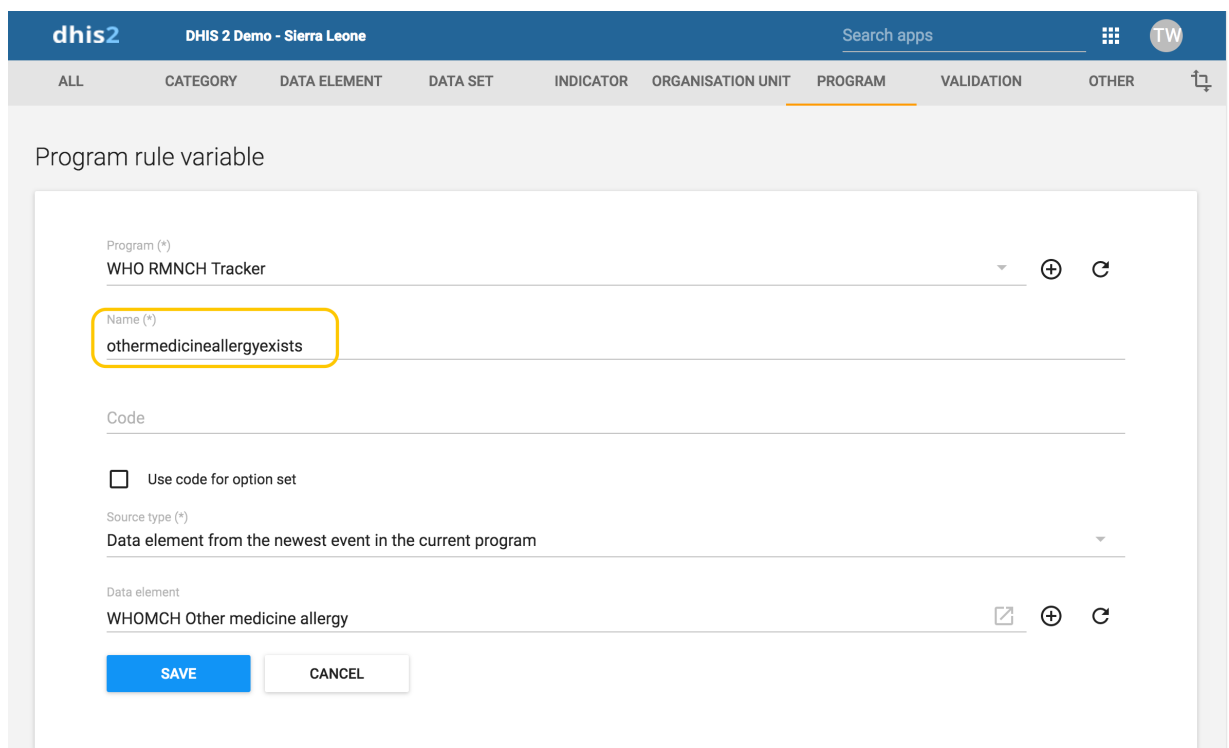 dhis2 DHIS 2 Demo - Sierra Leone Search apps TW
ALL CATEGORY DATA ELEMENT DATA SET INDICATOR ORGANISATION UNIT PROGRAM VALIDATION OTHER
Program rule variable
Program (*)
WHO RMNCH Tracker
Name (*)
othermedicineallergyexists
Code
Use code for option set
Source type (*)
Data element from the newest event in the current program
Data element
WHOMCH Other medicine allergy
SAVE CANCEL